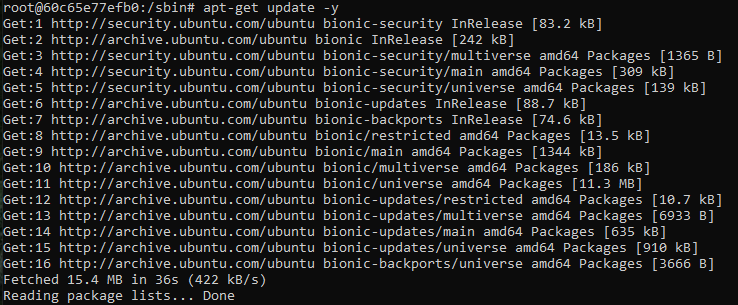 root@60c65e77efb0:/sbin# apt-get update -y
Get:1 http://security.ubuntu.com/ubuntu bionic-security InRelease [83.2 kB]
Get:2 http://archive.ubuntu.com/ubuntu bionic InRelease [242 kB]
Get:3 http://security.ubuntu.com/ubuntu bionic-security/multiverse amd64 Packages [1365 B]
Get:4 http://security.ubuntu.com/ubuntu bionic-security/main amd64 Packages [309 kB]
Get:5 http://security.ubuntu.com/ubuntu bionic-security/universe amd64 Packages [139 kB]
Get:6 http://archive.ubuntu.com/ubuntu bionic-updates InRelease [88.7 kB]
Get:7 http://archive.ubuntu.com/ubuntu bionic-backports InRelease [74.6 kB]
Get:8 http://archive.ubuntu.com/ubuntu bionic/restricted amd64 Packages [13.5 kB]
Get:9 http://archive.ubuntu.com/ubuntu bionic/main amd64 Packages [1344 kB]
Get:10 http://archive.ubuntu.com/ubuntu bionic/multiverse amd64 Packages [186 kB]
Get:11 http://archive.ubuntu.com/ubuntu bionic/universe amd64 Packages [11.3 MB]
Get:12 http://archive.ubuntu.com/ubuntu bionic-updates/restricted amd64 Packages [10.7 kB]
Get:13 http://archive.ubuntu.com/ubuntu bionic-updates/multiverse amd64 Packages [6933 B]
Get:14 http://archive.ubuntu.com/ubuntu bionic-updates/main amd64 Packages [635 kB]
Get:15 http://archive.ubuntu.com/ubuntu bionic-updates/universe amd64 Packages [910 kB]
Get:16 http://archive.ubuntu.com/ubuntu bionic-backports/universe amd64 Packages [3666 B]
Fetched 15.4 MB in 36s (422 kB/s)
Reading package lists... Done